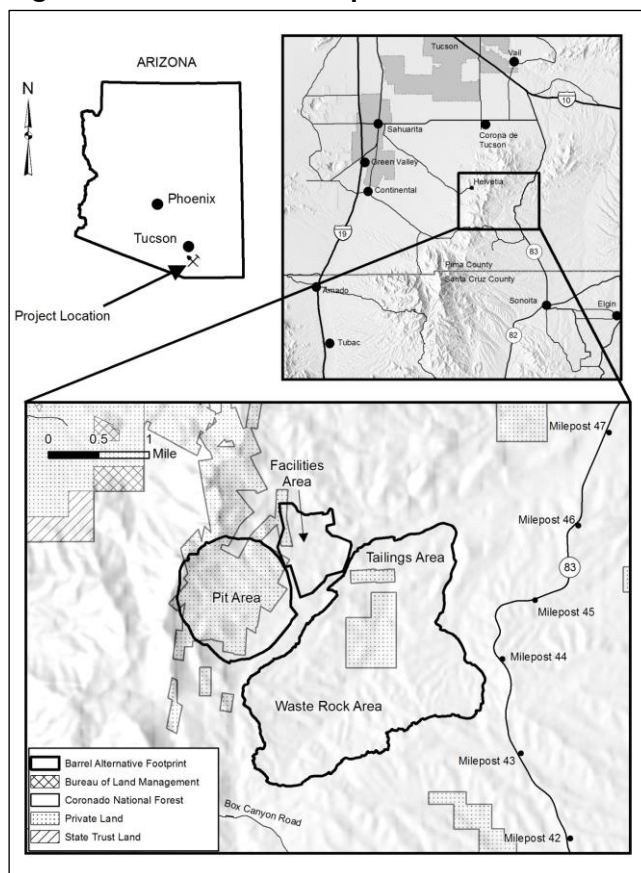 ARIZONA
N
Phoenix
Tucson
Project Location
Tucson
Vail
10
Sahuarita
Corona de
Tucson
Green Valley
Helvetia
Continental
19
83
Pima County
Santa Cruz County
Amado
Sonoita
Elgin
82
Tubac
0 0.5 1
Mile
Milepost 47
Facilities
Area
Milepost 46
Tailings Area
83
Pit Area
Milepost 45
Milepost 44
Waste Rock Area
Milepost 43
Barrel Alternative Footprint
Bureau of Land Management
Coronado National Forest
Private Land
State Trust Land
Box Canyon Road
Milepost 42